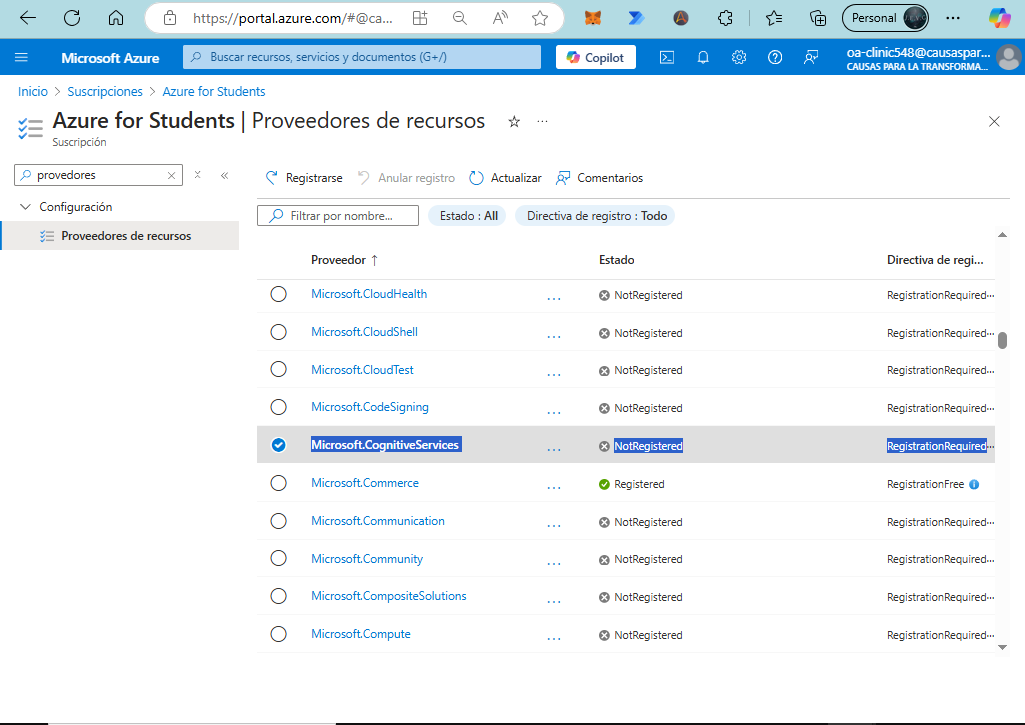 https://portal.azure.com/#@ca...
Personal
Microsoft Azure
Buscar recursos, servicios y documentos (G+/)
Copilot
oa-clinic548@causaspar...
CAUSAS PARA LA TRANSFORMA...
Inicio > Suscripciones > Azure for Students
Azure for Students | Proveedores de recursos
Suscripción
provedores
Configuración
Proveedores de recursos
Registrarse
Anular registro
Actualizar
Comentarios
Filtrar por nombre...
Estado : All
Directiva de registro : Todo
Proveedor ↑ Estado Directiva de regi...
Microsoft.CloudHealth ... NotRegistered RegistrationRequired...
Microsoft.CloudShell ... NotRegistered RegistrationRequired...
Microsoft.CloudTest ... NotRegistered RegistrationRequired...
Microsoft.CodeSigning ... NotRegistered RegistrationRequired...
Microsoft.CognitiveServices ... NotRegistered RegistrationRequired...
Microsoft.Commerce ... Registered RegistrationFree
Microsoft.Communication ... NotRegistered RegistrationRequired...
Microsoft.Community ... NotRegistered RegistrationRequired...
Microsoft.CompositeSolutions ... NotRegistered RegistrationRequired...
Microsoft.Compute ... NotRegistered RegistrationRequired...